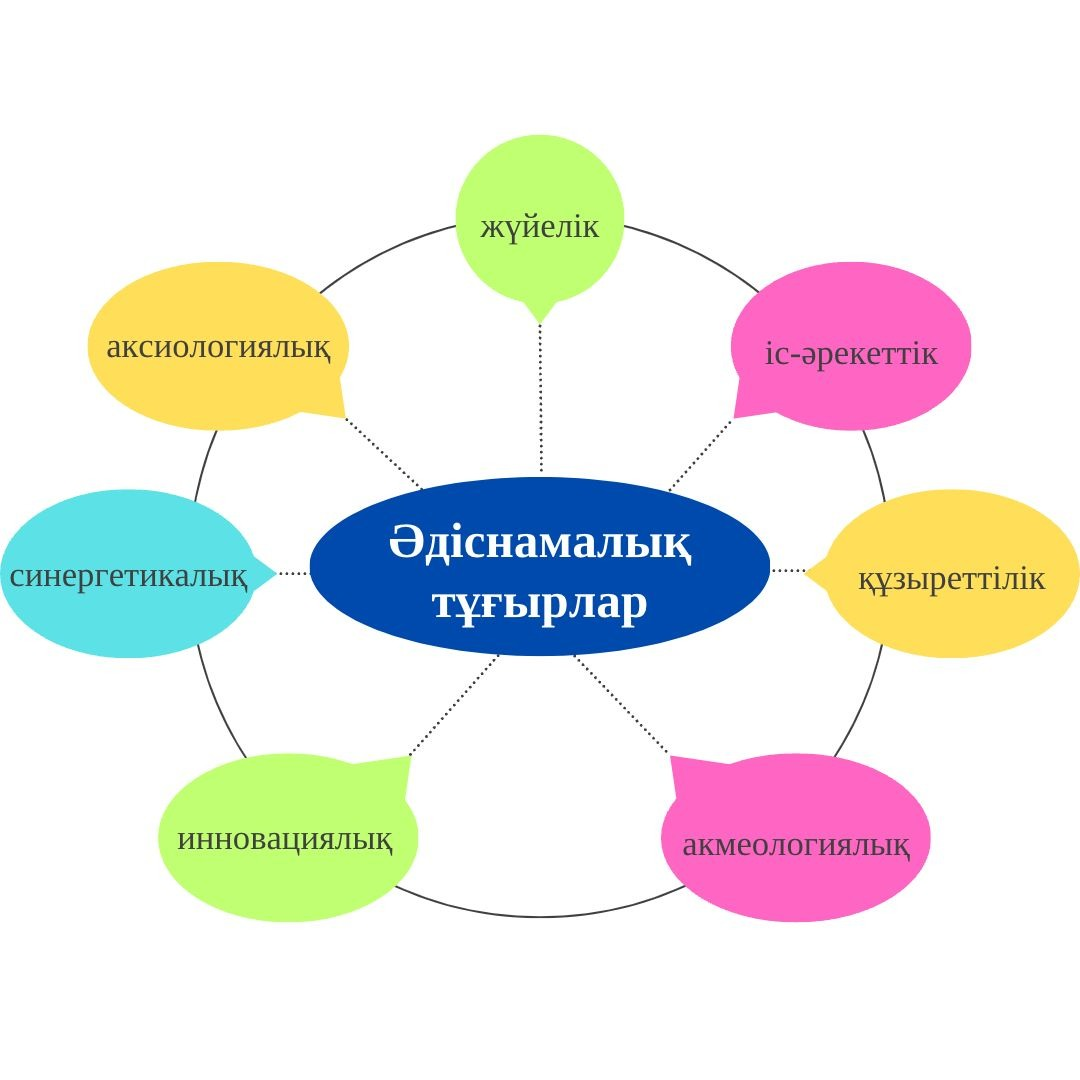 жүйелік
аксиологиялық
іс-әрекеттік
Әдіснамалық
тұғырлар
синергетикалық
құзыреттілік
инновациялық
акмеологиялық